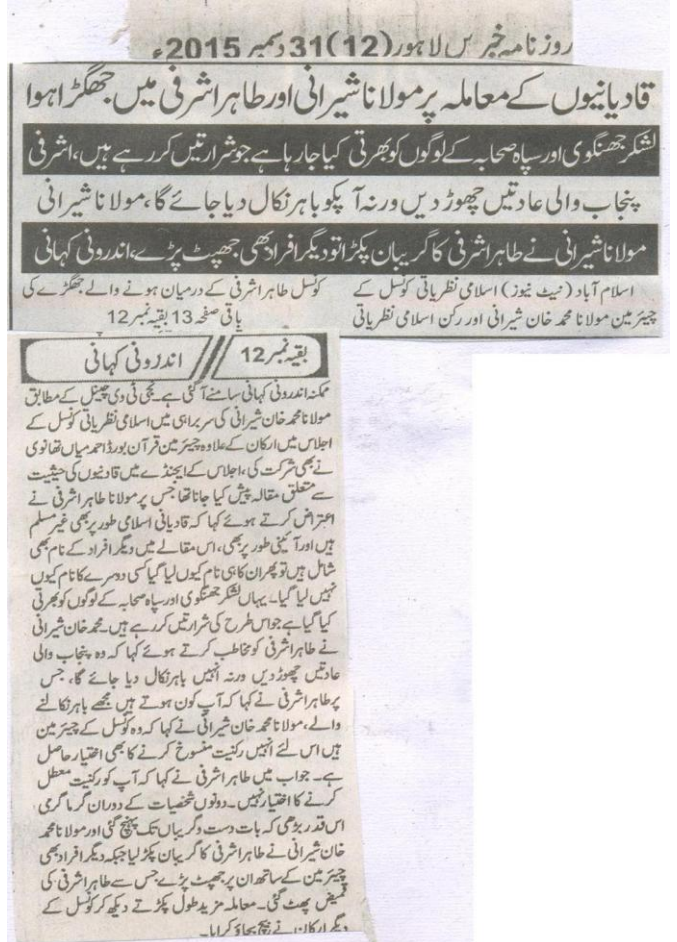 روزنامہ خبریں لاہور (12) 31 دسمبر 2015ء
قادیانیوں کے معاملہ پر مولانا شیرانی اور طاہر اشرفی میں جھگڑا ہوا
لشکر جھنگوی اور سپاہ صحابہ کے لوگوں کو بھرتی کیا جا رہا ہے جو شرارتیں کر رہے ہیں، اشرفی
پنجاب والی عادتیں چھوڑ دیں ورنہ آپکو باہر نکال دیا جائے گا، مولانا شیرانی
مولانا شیرانی نے طاہر اشرفی کا گریبان پکڑا تو دیگر افراد بھی جھپٹ پڑے، اندرونی کہانی
اسلام آباد (نیٹ نیوز) اسلامی نظریاتی کونسل کے
چیئرمین مولانا محمد خان شیرانی اور رکن اسلامی نظریاتی
کونسل طاہر اشرفی کے درمیان ہونے والے جھگڑے کی
باقی صفحہ 13 بقیہ نمبر 12
بقیہ نمبر 12
اندرونی کہانی
ممکنہ اندرونی کہانی سامنے آ گئی ہے۔ نجی ٹی وی چینل کے مطابق
مولانا محمد خان شیرانی کی سربراہی میں اسلامی نظریاتی کونسل کے
اجلاس میں ارکان کے علاوہ چیئرمین قرآن بورڈ احمد میاں تھانوی
نے بھی شرکت کی، اجلاس کے ایجنڈے میں قادنیوں کی حیثیت
سے متعلق مقالہ پیش کیا جانا تھا جس پر مولانا طاہر اشرفی نے
اعتراض کرتے ہوئے کہا کہ قادیانی اسلامی طور پر بھی غیر مسلم
ہیں اور آئینی طور پر بھی، اس مقالے میں دیگر افراد کے نام بھی
شامل ہیں تو پھر ان کا ہی نام کیوں لیا گیا کسی دوسرے کا نام کیوں
نہیں لیا گیا۔ یہاں لشکر جھنگوی اور سپاہ صحابہ کے لوگوں کو بھرتی
کیا گیا ہے جو اس طرح کی شرارتیں کر رہے ہیں۔ محمد خان شیرانی
نے طاہر اشرفی کو مخاطب کرتے ہوئے کہا کہ وہ پنجاب والی
عادتیں چھوڑ دیں ورنہ انہیں باہر نکال دیا جائے گا، جس
پر طاہر اشرفی نے کہا کہ آپ کون ہوتے ہیں مجھے باہر نکالنے
والے، مولانا محمد خان شیرانی نے کہا کہ وہ کونسل کے چیئرمین
ہیں اس لئے انہیں رکنیت منسوخ کرنے کا بھی اختیار حاصل
ہے۔ جواب میں طاہر اشرفی نے کہا کہ آپ کو رکنیت معطل
کرنے کا اختیار نہیں۔ دونوں شخصیات کے دوران گرما گرمی
اس قدر بڑھی کہ بات دست و گریباں تک پہنچ گئی اور مولانا محمد
خان شیرانی نے طاہر اشرفی کا گریبان پکڑ لیا جبکہ دیگر افراد بھی
چیئرمین کے ساتھ ان پر جھپٹ پڑے جس سے طاہر اشرفی کی
قمیض پھٹ گئی۔ معاملہ مزید طول پکڑتے دیکھ کر کونسل کے
دیگر ارکان نے بیچ بچاؤ کرایا۔